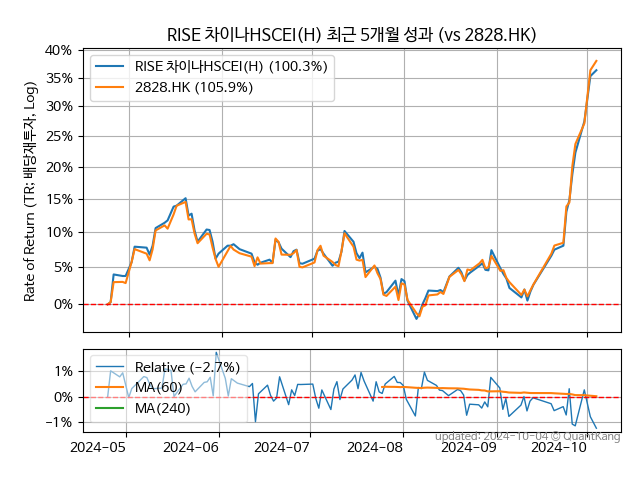 RISE 차이나HSCEI(H) 최근 5개월 성과 (vs 2828.HK)
Rate of Return (TR; 배당재투자, Log)
40%
35%
30%
25%
20%
15%
10%
5%
0%
RISE 차이나HSCEI(H) (100.3%)
2828.HK (105.9%)
1%
0%
−1%
Relative (−2.7%)
MA(60)
MA(240)
2024-05
2024-06
2024-07
2024-08
2024-09
2024-10
updated: 2024-10-04 © QuantKang